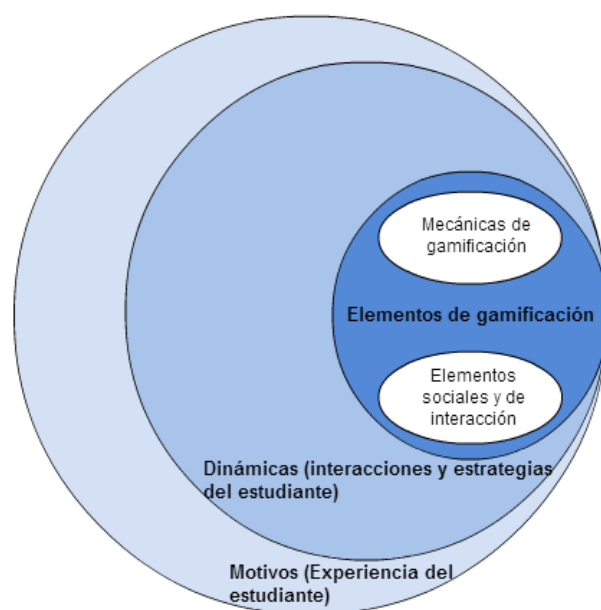 Mecánicas de
gamificación
Elementos de gamificación
Elementos
sociales y de
interacción
Dinámicas (interacciones y estrategias
del estudiante)
Motivos (Experiencia del
estudiante)